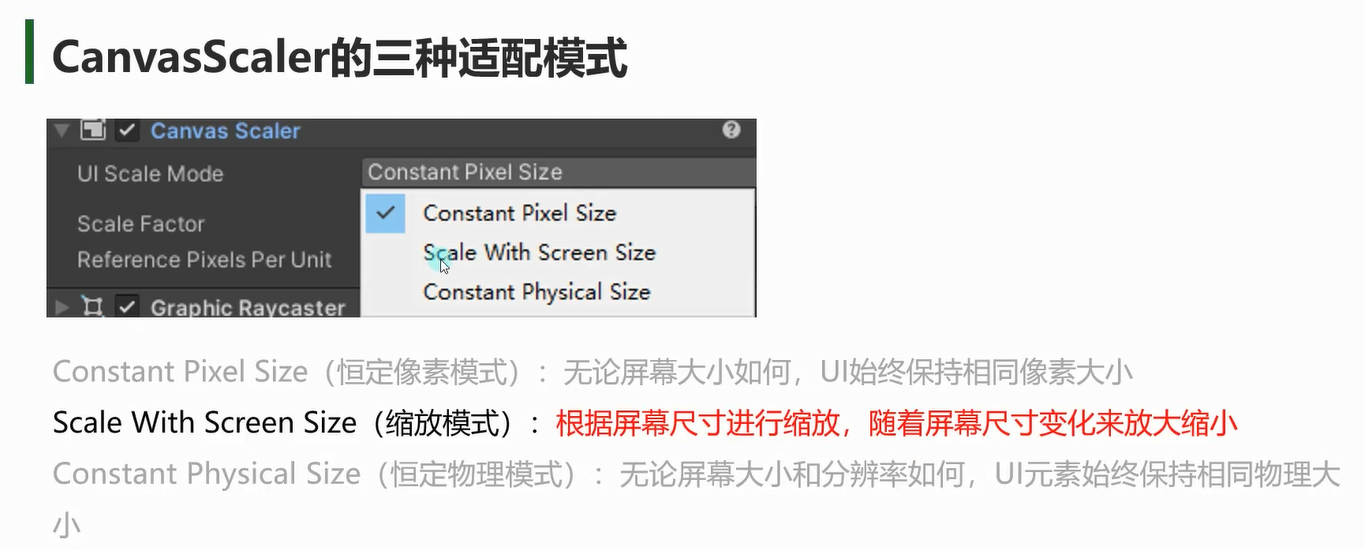 CanvasScaler的三种适配模式
Canvas Scaler
UI Scale Mode
Constant Pixel Size
Constant Pixel Size
Scale Factor
Scale With Screen Size
Reference Pixels Per Unit
Constant Physical Size
Graphic Raycaster
Constant Pixel Size（恒定像素模式）：无论屏幕大小如何，UI始终保持相同像素大小
Scale With Screen Size（缩放模式）：根据屏幕尺寸进行缩放，随着屏幕尺寸变化来放大缩小
Constant Physical Size（恒定物理模式）：无论屏幕大小和分辨率如何，UI元素始终保持相同物理大
小